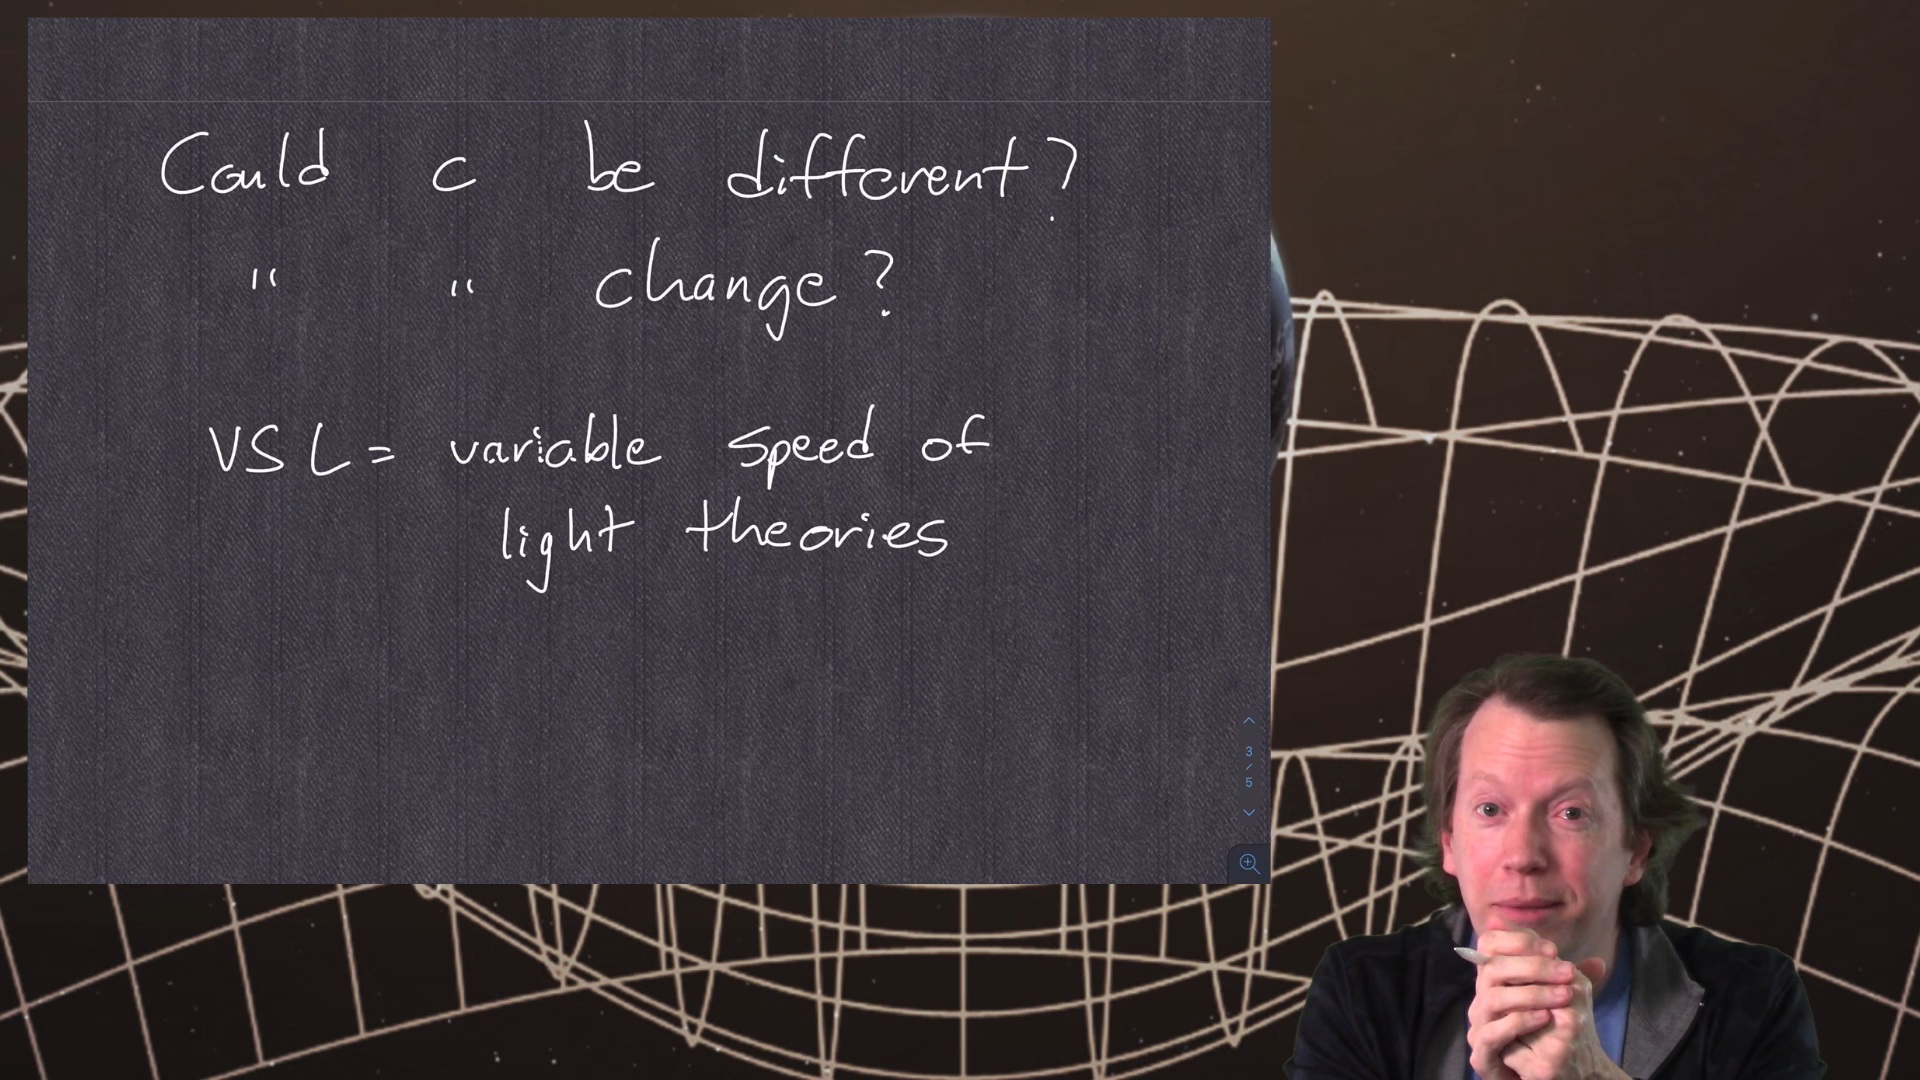 Could c be different?
" " change?
VSL = variable speed of
light theories
3
/
5